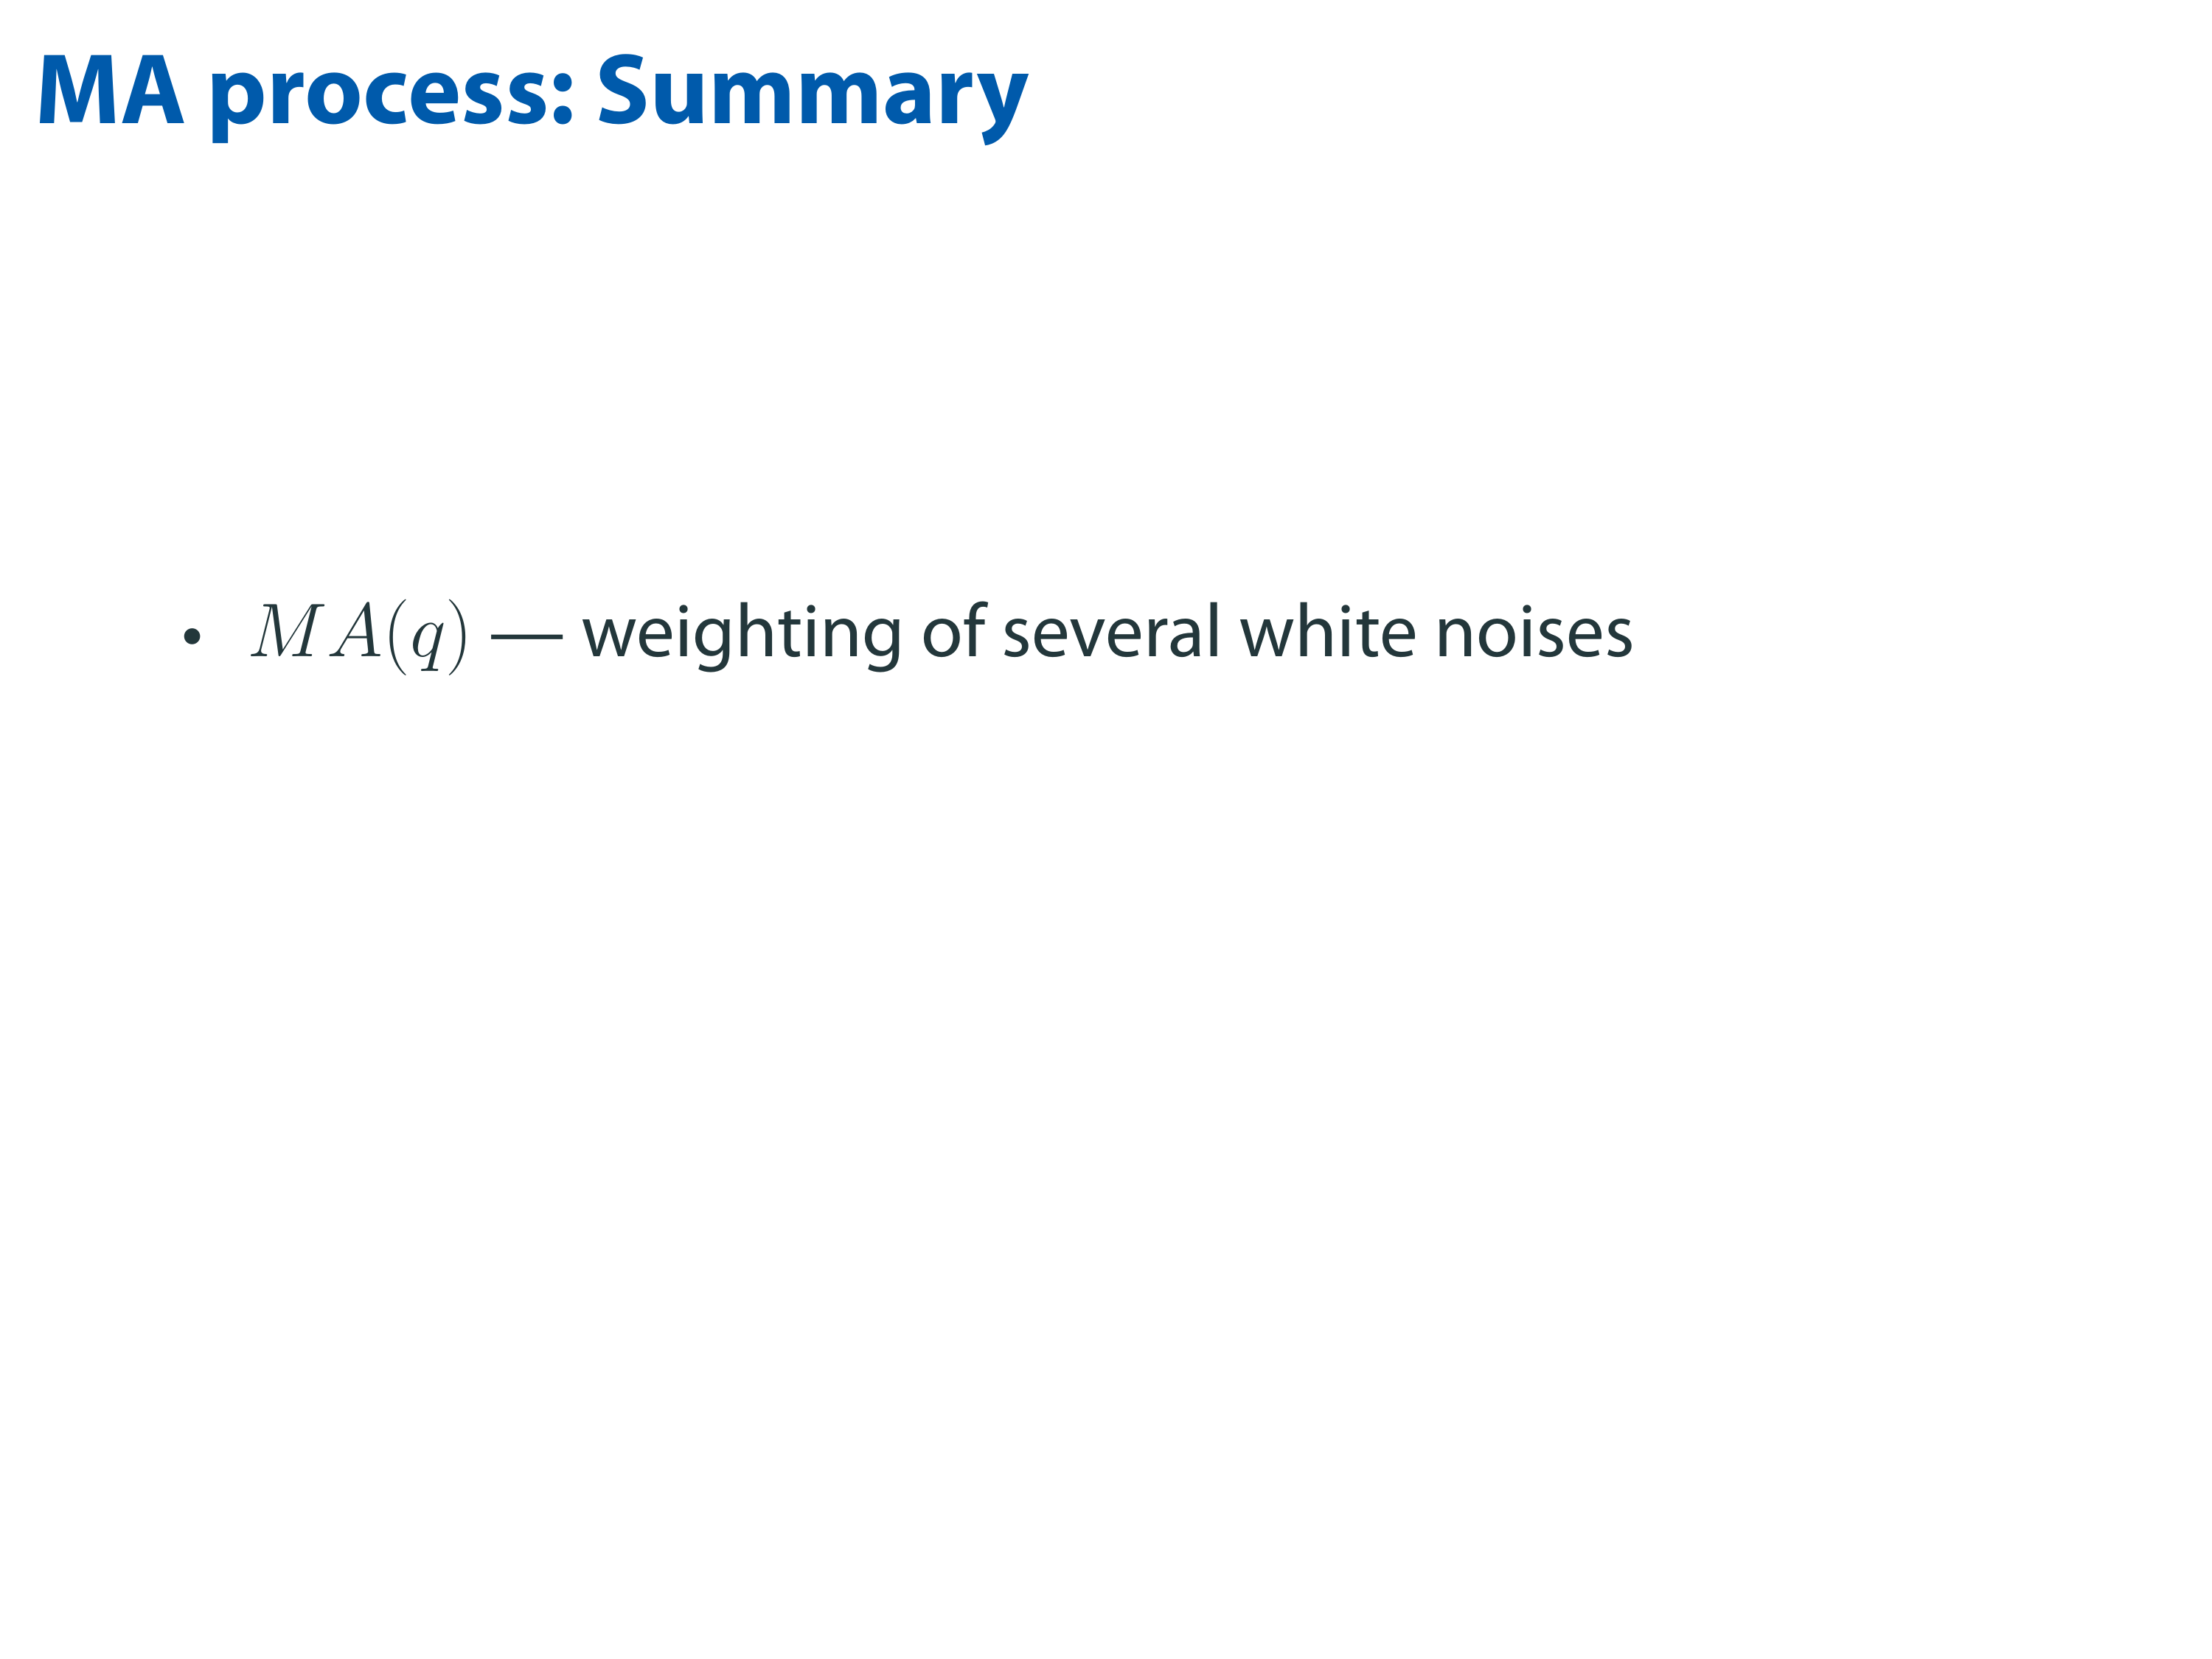 MA process: Summary
• MA(q) — weighting of several white noises